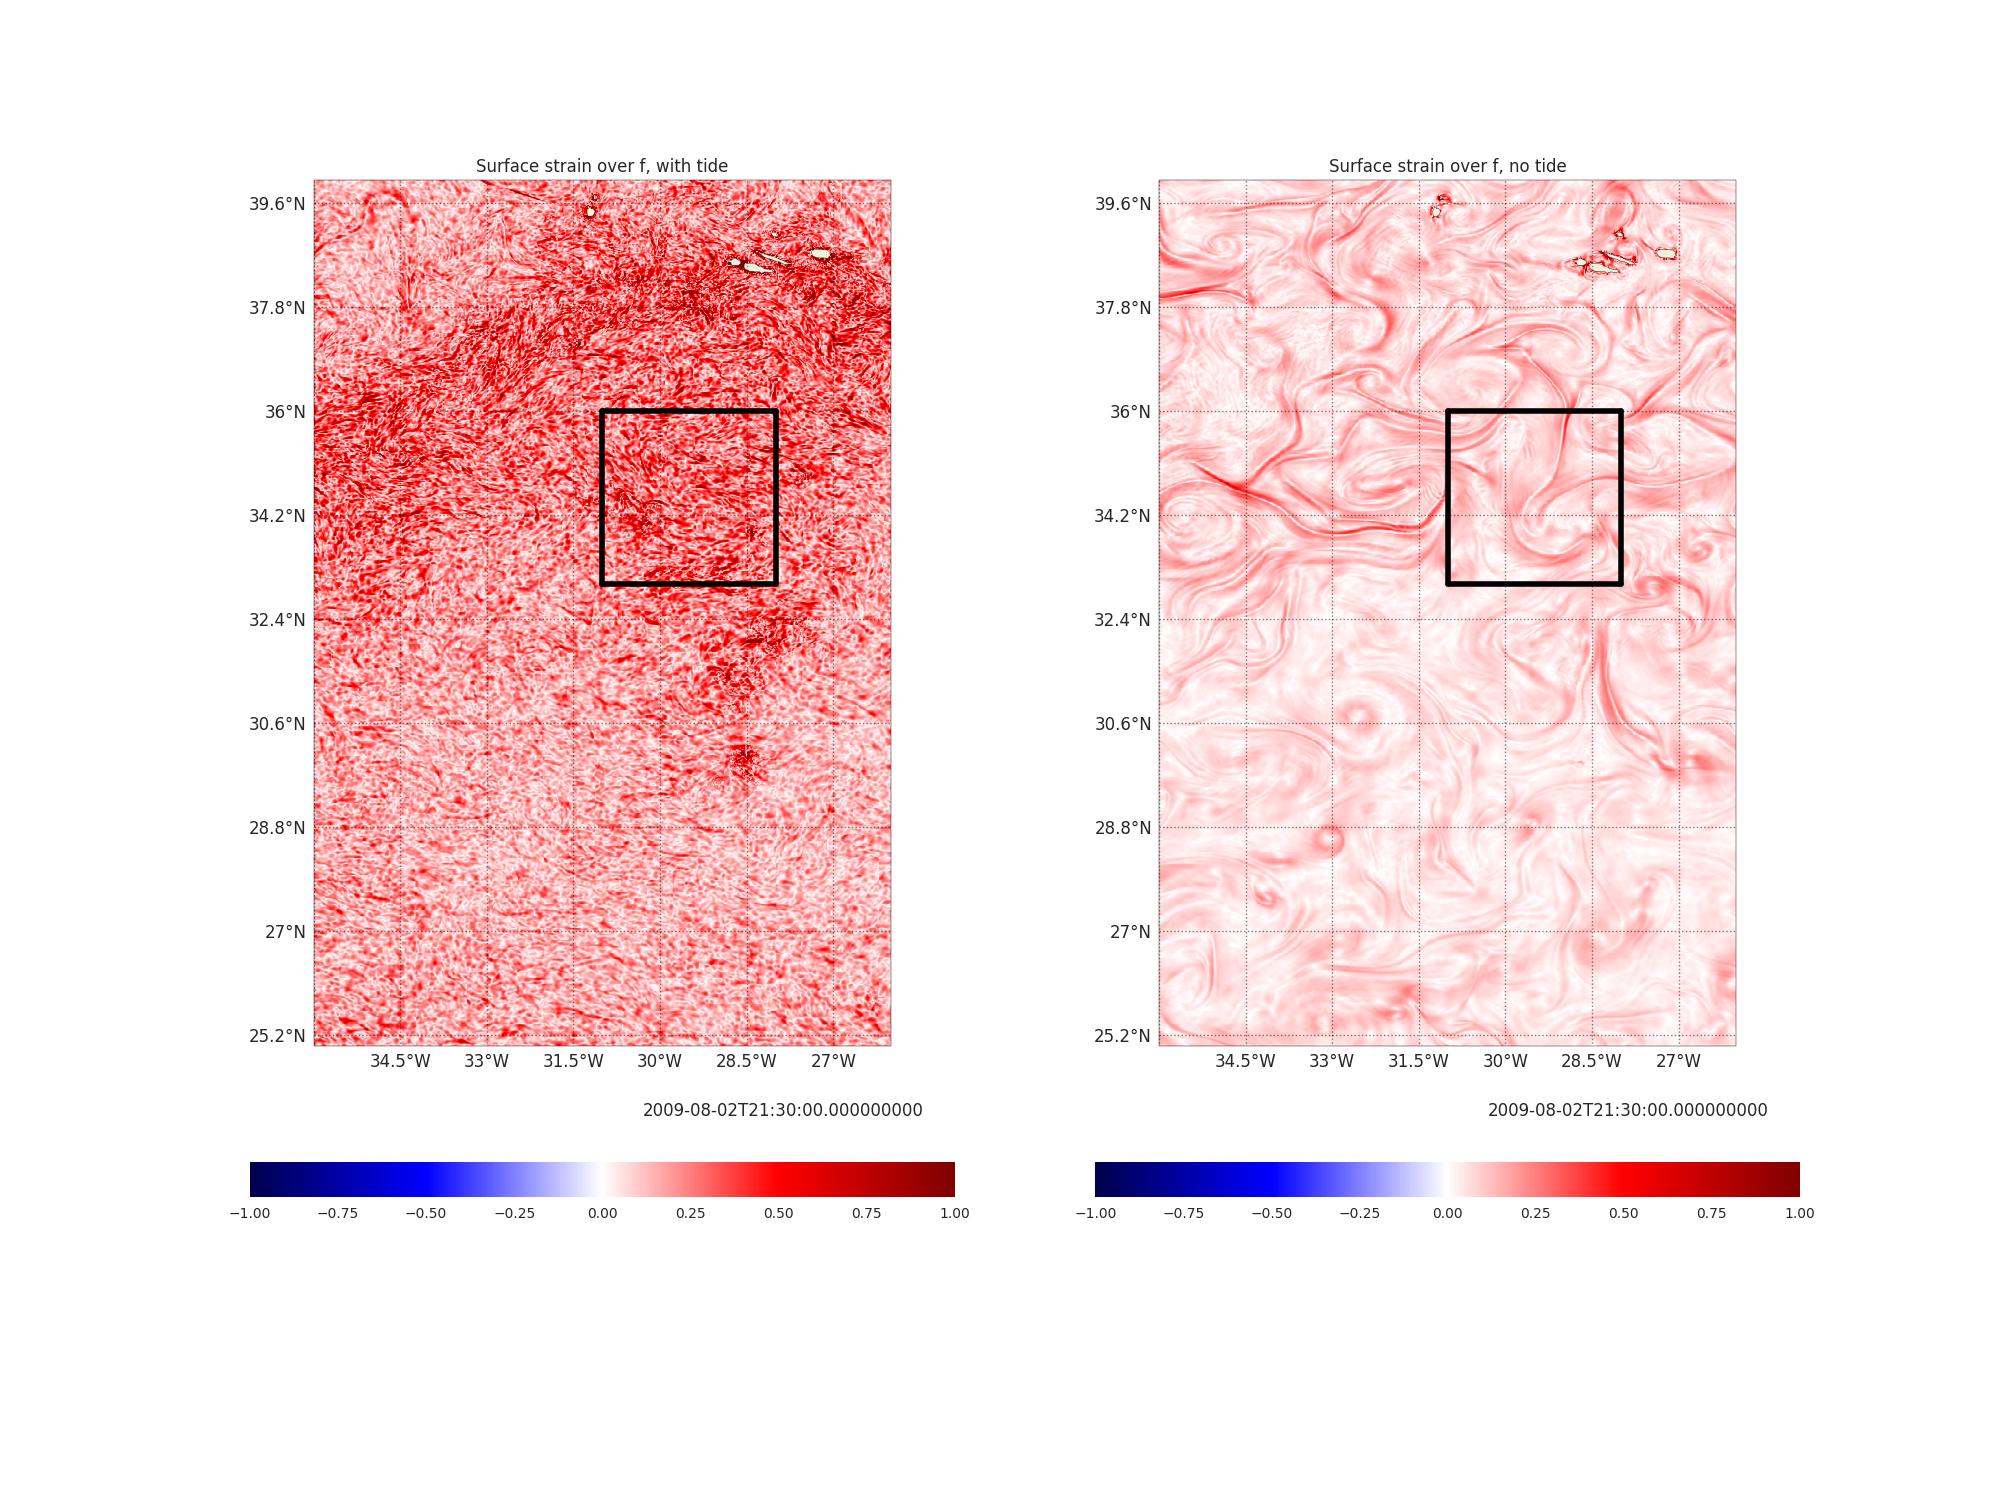 Surface strain over f, with tide
39.6°N
37.8°N
36°N
34.2°N
32.4°N
30.6°N
28.8°N
27°N
25.2°N
34.5°W 33°W 31.5°W 30°W 28.5°W 27°W
2009-08-02T21:30:00.000000000
−1.00 −0.75 −0.50 −0.25 0.00 0.25 0.50 0.75 1.00
Surface strain over f, no tide
39.6°N
37.8°N
36°N
34.2°N
32.4°N
30.6°N
28.8°N
27°N
25.2°N
34.5°W 33°W 31.5°W 30°W 28.5°W 27°W
2009-08-02T21:30:00.000000000
−1.00 −0.75 −0.50 −0.25 0.00 0.25 0.50 0.75 1.00